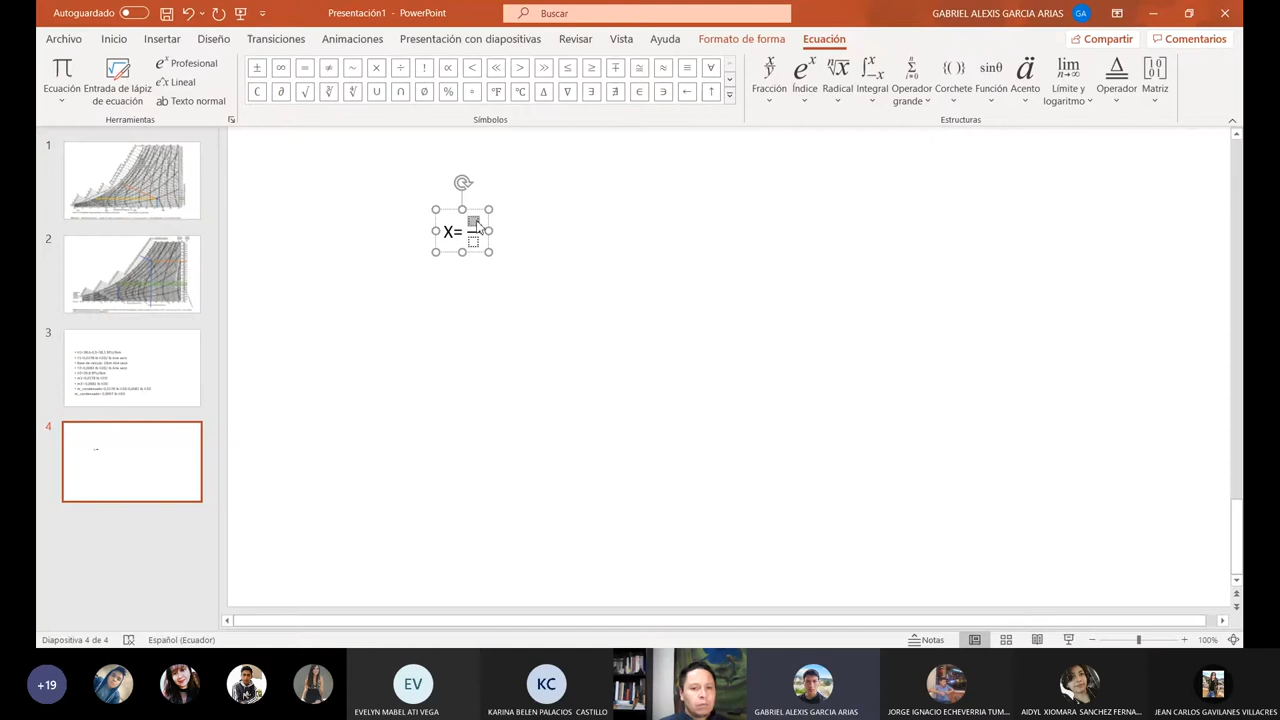 Autoguardado
Presentación1 - PowerPoint
Buscar
GABRIEL ALEXIS GARCIA ARIAS
GA
Archivo Inicio Insertar Diseño Transiciones Animaciones Presentación con diapositivas Revisar Vista Ayuda Formato de forma Ecuación
Compartir Comentarios
Ecuación
Entrada de lápiz de ecuación
Profesional
Lineal
Texto normal
Herramientas
± ∞ = ≠ ~ × ÷ ! ∝ < ≪ > ≫ ≤ ≥ ∓ ≅ ≈ ≡ ∀
∁ ∂ √ ∛ ∜ ∪ ∩ ∅ % ° °F °C ∆ ∇ ∃ ∄ ∈ ∋ ← ↑
Símbolos
Fracción Índice Radical Integral Operador grande Corchete Función Acento Límite y logaritmo Operador Matriz
Estructuras
1
2
3
4
X=
Diapositiva 4 de 4
Español (Ecuador)
Notas
100%
+19
EV
EVELYN MABEL ATI VEGA
KC
KARINA BELEN PALACIOS CASTILLO
GABRIEL ALEXIS GARCIA ARIAS
JORGE IGNACIO ECHEVERRIA TUM...
AIDYL XIOMARA SANCHEZ FERNA...
JEAN CARLOS GAVILANES VILLACRES